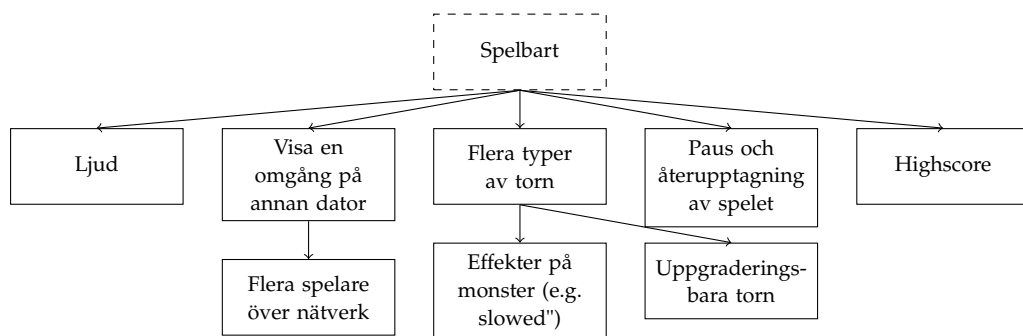 Spelbart
Ljud
Visa en
omgång på
annan dator
Flera typer
av torn
Paus och
återupptagning
av spelet
Highscore
Flera spelare
över nätverk
Effekter på
monster (e.g.
slowed")
Uppgraderings-
bara torn